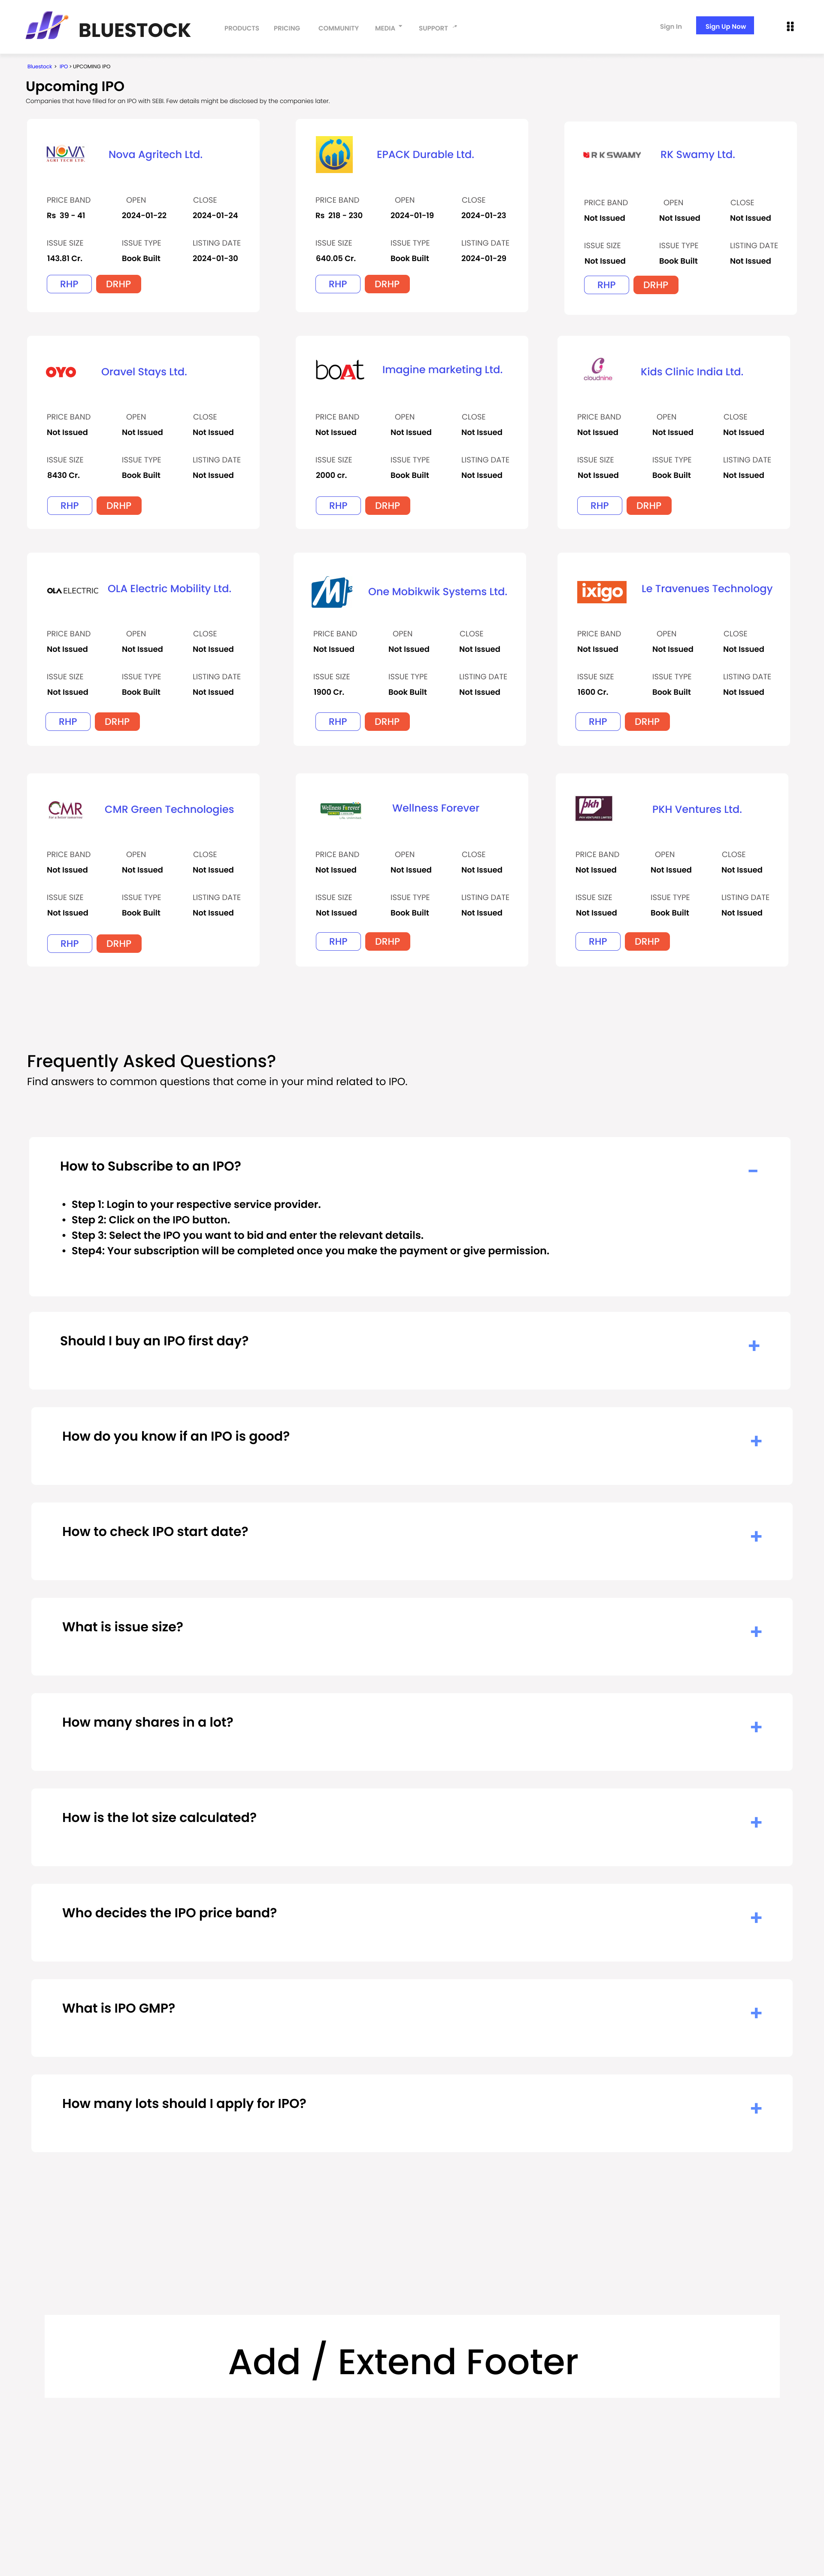 BLUESTOCK
PRODUCTS PRICING COMMUNITY MEDIA SUPPORT Sign In Sign Up Now
Bluestock > IPO > UPCOMING IPO
Upcoming IPO
Companies that have filled for an IPO with SEBI. Few details might be disclosed by the companies later.
NOVA
AGRI TECH LTD.
Nova Agritech Ltd.
PRICE BAND OPEN CLOSE
Rs 39 - 41 2024-01-22 2024-01-24
ISSUE SIZE ISSUE TYPE LISTING DATE
143.81 Cr. Book Built 2024-01-30
RHP DRHP
EPACK Durable Ltd.
PRICE BAND OPEN CLOSE
Rs 218 - 230 2024-01-19 2024-01-23
ISSUE SIZE ISSUE TYPE LISTING DATE
640.05 Cr. Book Built 2024-01-29
RHP DRHP
R K SWAMY RK Swamy Ltd.
PRICE BAND OPEN CLOSE
Not Issued Not Issued Not Issued
ISSUE SIZE ISSUE TYPE LISTING DATE
Not Issued Book Built Not Issued
RHP DRHP
OYO Oravel Stays Ltd.
PRICE BAND OPEN CLOSE
Not Issued Not Issued Not Issued
ISSUE SIZE ISSUE TYPE LISTING DATE
8430 Cr. Book Built Not Issued
RHP DRHP
boAt Imagine marketing Ltd.
PRICE BAND OPEN CLOSE
Not Issued Not Issued Not Issued
ISSUE SIZE ISSUE TYPE LISTING DATE
2000 cr. Book Built Not Issued
RHP DRHP
cloudnine Kids Clinic India Ltd.
PRICE BAND OPEN CLOSE
Not Issued Not Issued Not Issued
ISSUE SIZE ISSUE TYPE LISTING DATE
Not Issued Book Built Not Issued
RHP DRHP
OLA ELECTRIC OLA Electric Mobility Ltd.
PRICE BAND OPEN CLOSE
Not Issued Not Issued Not Issued
ISSUE SIZE ISSUE TYPE LISTING DATE
Not Issued Book Built Not Issued
RHP DRHP
One Mobikwik Systems Ltd.
PRICE BAND OPEN CLOSE
Not Issued Not Issued Not Issued
ISSUE SIZE ISSUE TYPE LISTING DATE
1900 Cr. Book Built Not Issued
RHP DRHP
ixigo Le Travenues Technology
PRICE BAND OPEN CLOSE
Not Issued Not Issued Not Issued
ISSUE SIZE ISSUE TYPE LISTING DATE
1600 Cr. Book Built Not Issued
RHP DRHP
CMR CMR Green Technologies
PRICE BAND OPEN CLOSE
Not Issued Not Issued Not Issued
ISSUE SIZE ISSUE TYPE LISTING DATE
Not Issued Book Built Not Issued
RHP DRHP
Wellness Forever Wellness Forever
PRICE BAND OPEN CLOSE
Not Issued Not Issued Not Issued
ISSUE SIZE ISSUE TYPE LISTING DATE
Not Issued Book Built Not Issued
RHP DRHP
pkh
PKH VENTURES LIMITED
PKH Ventures Ltd.
PRICE BAND OPEN CLOSE
Not Issued Not Issued Not Issued
ISSUE SIZE ISSUE TYPE LISTING DATE
Not Issued Book Built Not Issued
RHP DRHP
Frequently Asked Questions?
Find answers to common questions that come in your mind related to IPO.
How to Subscribe to an IPO?
• Step 1: Login to your respective service provider.
• Step 2: Click on the IPO button.
• Step 3: Select the IPO you want to bid and enter the relevant details.
• Step4: Your subscription will be completed once you make the payment or give permission.
Should I buy an IPO first day?
How do you know if an IPO is good?
How to check IPO start date?
What is issue size?
How many shares in a lot?
How is the lot size calculated?
Who decides the IPO price band?
What is IPO GMP?
How many lots should I apply for IPO?
Add / Extend Footer